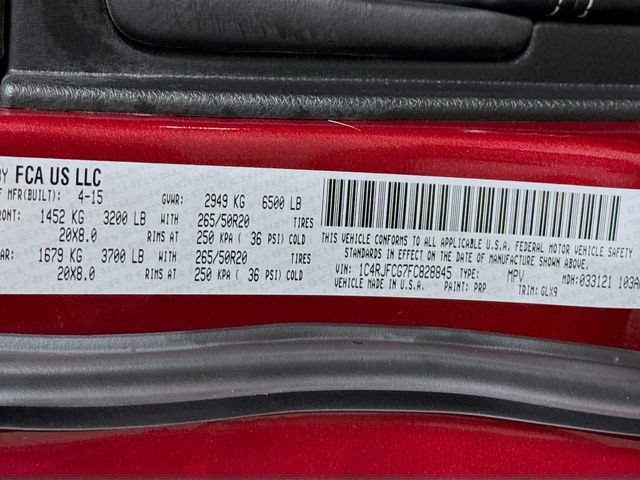 BY FCA US LLC
F MFR(BUILT): 4-15 GVWR: 2949 KG 6500 LB
RONT: 1452 KG 3200 LB WITH 265/50R20 TIRES
20X8.0 RIMS AT 250 KPA ( 36 PSI) COLD
AR: 1679 KG 3700 LB WITH 265/50R20 TIRES
20X8.0 RIMS AT 250 KPA ( 36 PSI) COLD
THIS VEHICLE CONFORMS TO ALL APPLICABLE U.S.A. FEDERAL MOTOR VEHICLE SAFETY
STANDARDS IN EFFECT ON THE DATE OF MANUFACTURE SHOWN ABOVE.
VIN: 1C4RJFCG7FC828845 TYPE: MPV MDH:033121 103A
VEHICLE MADE IN U.S.A. PAINT: PRP TRIM: GLX9